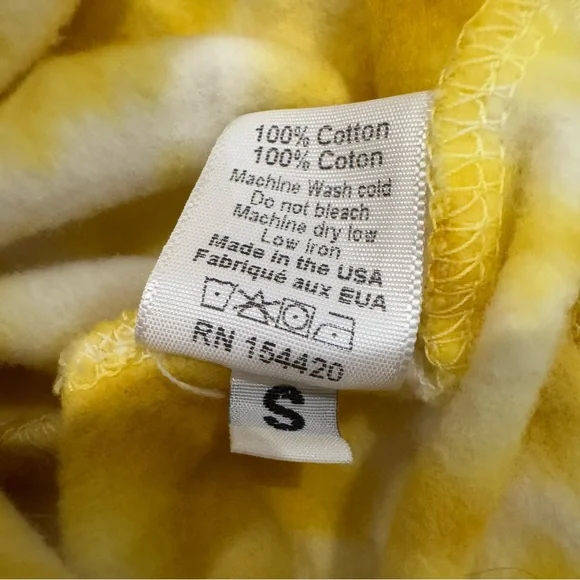 100% Cotton
100% Coton
Machine Wash cold
Do not bleach
Machine dry low
Low iron
Made in the USA
Fabriqué aux EUA
RN 154420
S